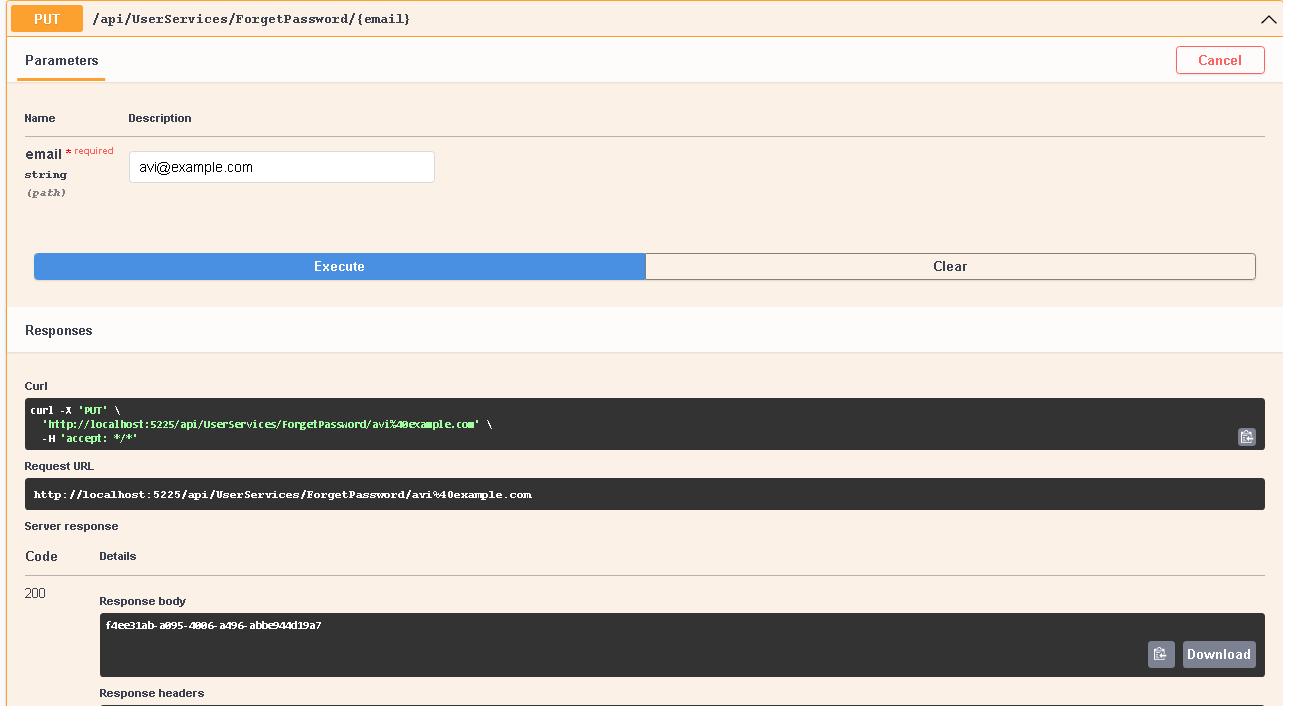 PUT /api/UserServices/ForgetPassword/{email}
Parameters Cancel
Name Description
email * required
string
(path)
avi@example.com
Execute Clear
Responses
Curl
curl -X 'PUT' \
'http://localhost:5225/api/UserServices/ForgetPassword/avi%40example.com' \
-H 'accept: */*'
Request URL
http://localhost:5225/api/UserServices/ForgetPassword/avi%40example.com
Server response
Code Details
200
Response body
f4ee31ab-a095-4006-a496-abbe944d19a7
Download
Response headers